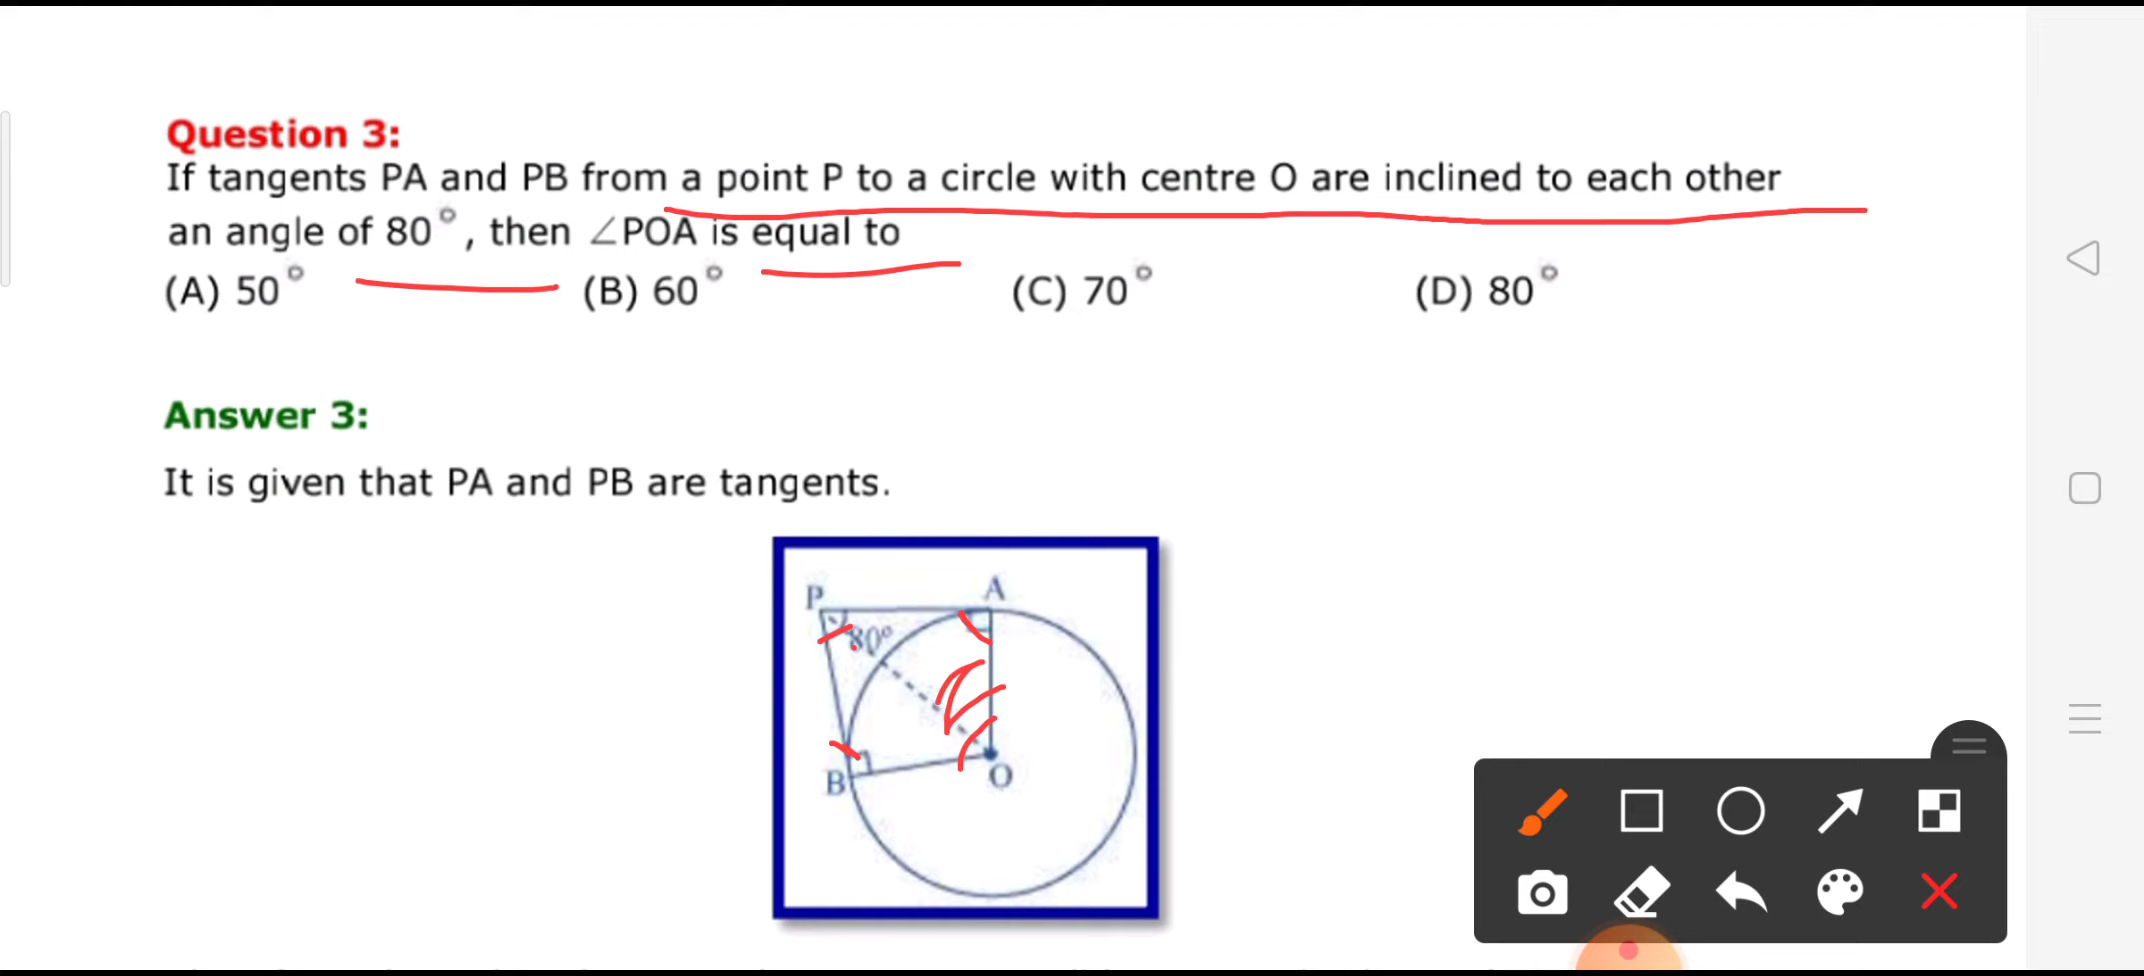 Question 3:
If tangents PA and PB from a point P to a circle with centre O are inclined to each other
an angle of 80°, then ∠POA is equal to
(A) 50° (B) 60° (C) 70° (D) 80°
Answer 3:
It is given that PA and PB are tangents.
P A
80°
B O